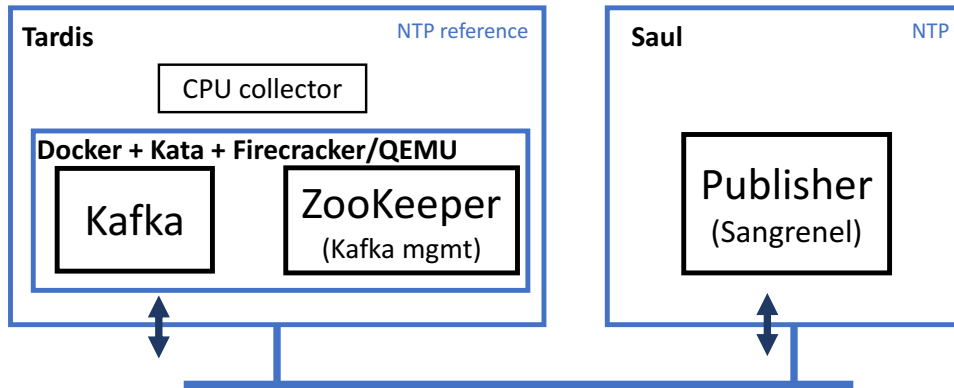 Tardis
NTP reference
CPU collector
Docker + Kata + Firecracker/QEMU
Kafka
ZooKeeper
(Kafka mgmt)
Saul
NTP
Publisher
(Sangrenel)